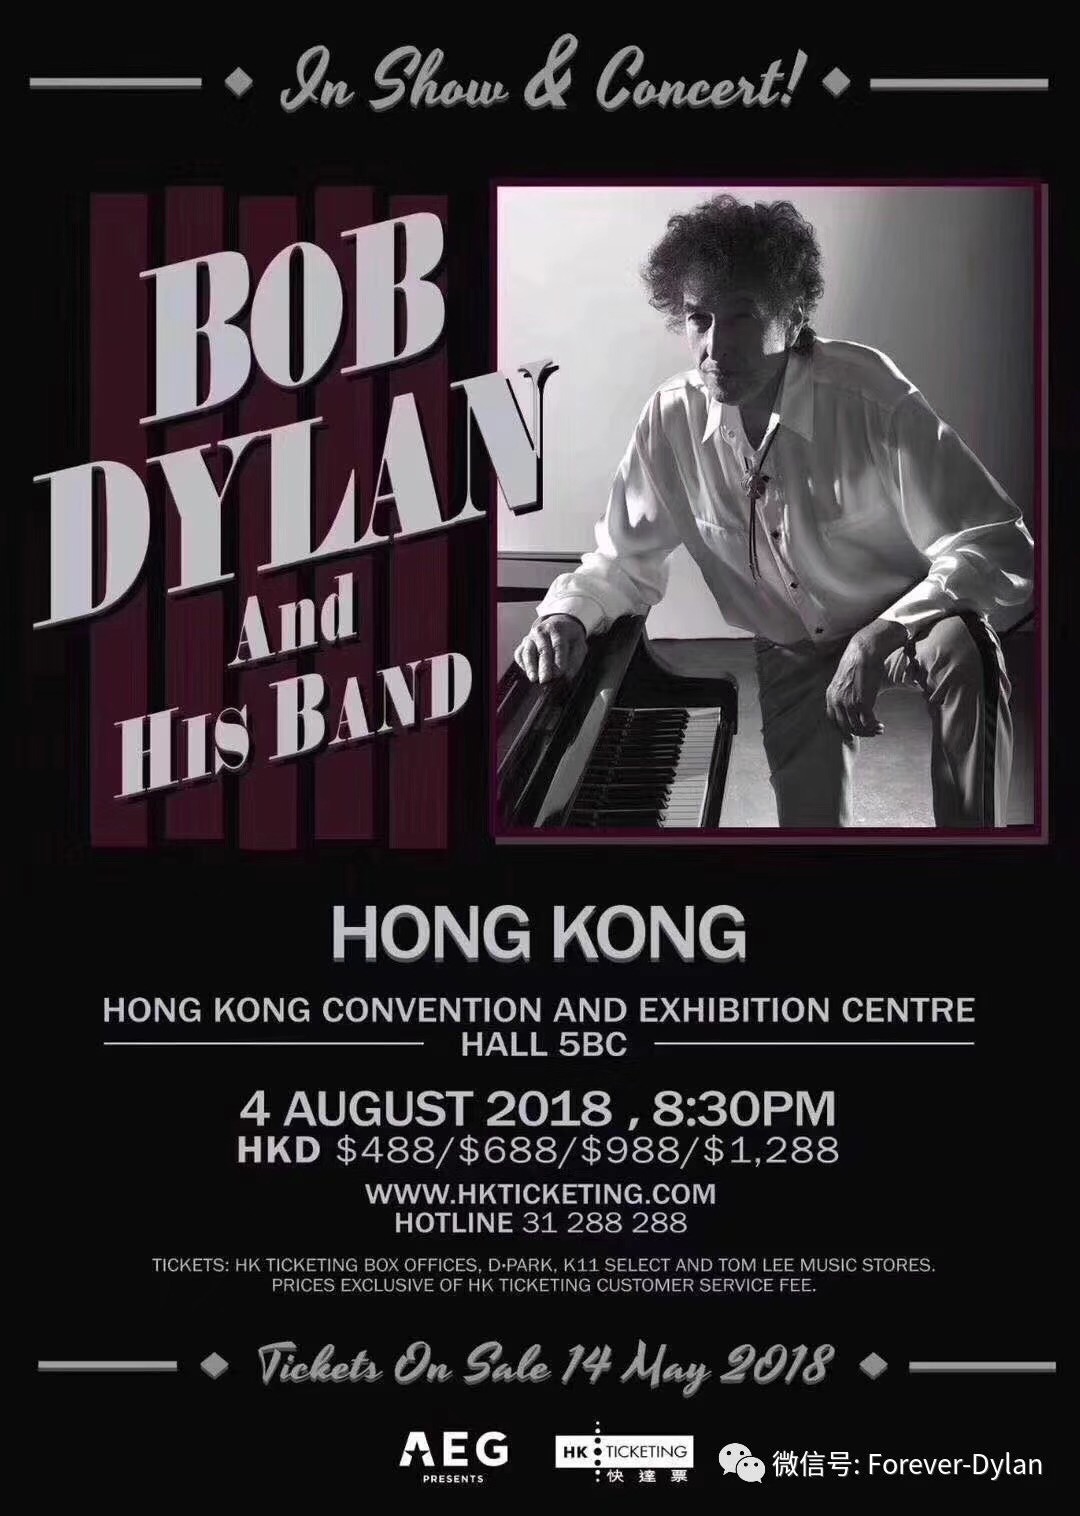 In Show & Concert!
BOB
DYLAN
And
HIS BAND
HONG KONG
HONG KONG CONVENTION AND EXHIBITION CENTRE
HALL 5BC
4 AUGUST 2018 , 8:30PM
HKD $488/$688/$988/$1,288
WWW.HKTICKETING.COM
HOTLINE 31 288 288
TICKETS: HK TICKETING BOX OFFICES, D·PARK, K11 SELECT AND TOM LEE MUSIC STORES.
PRICES EXCLUSIVE OF HK TICKETING CUSTOMER SERVICE FEE.
Tickets On Sale 14 May 2018
AEG
PRESENTS
HK TICKETING
快達票
微信号: Forever-Dylan